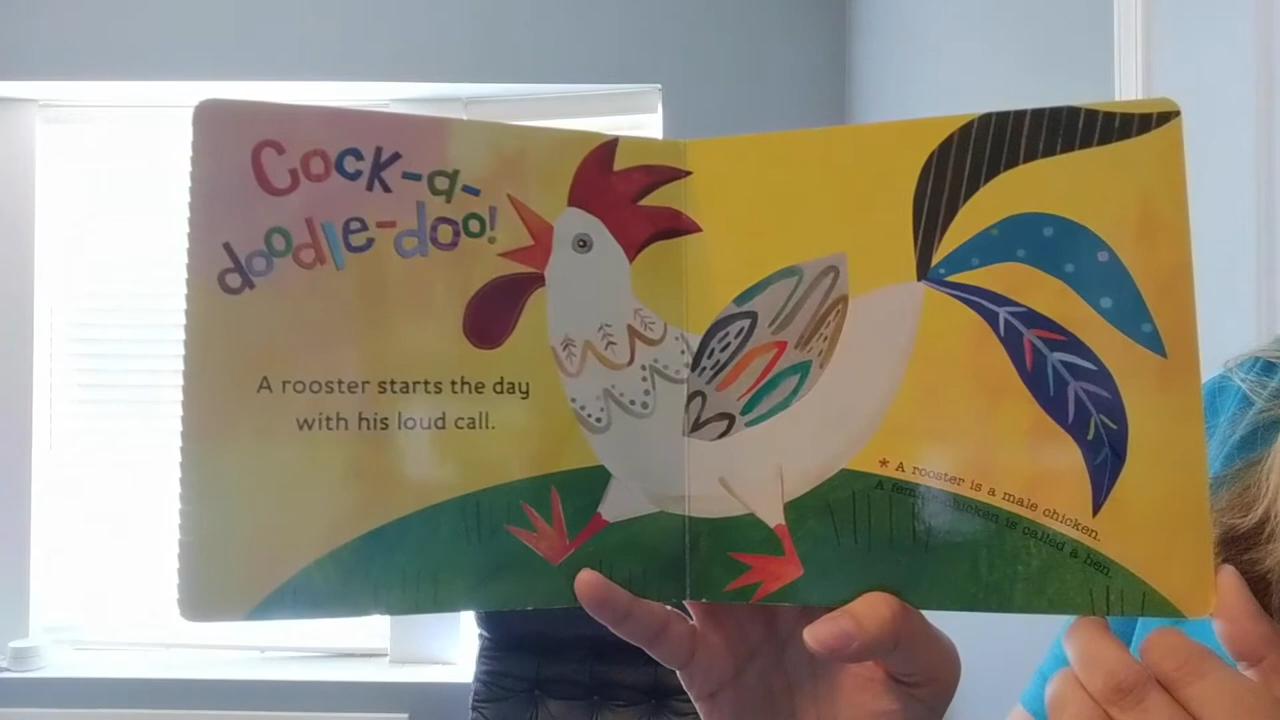 Cock-a-
doodle-doo!
A rooster starts the day
with his loud call.
* A rooster is a male chicken.
A female chicken is called a hen.